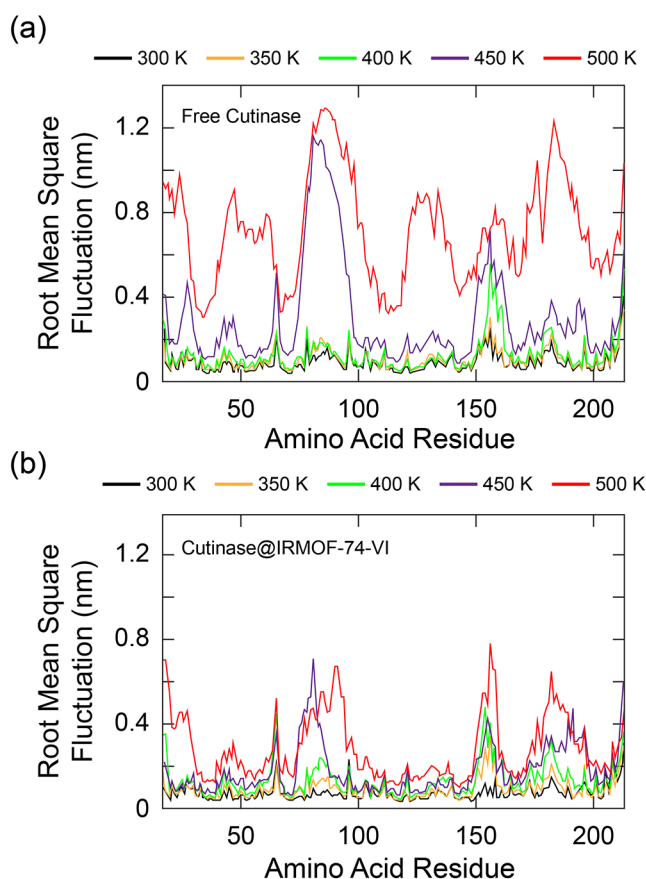 (a)
300 K 350 K 400 K 450 K 500 K
Free Cutinase
Root Mean Square
Fluctuation (nm)
1.2
0.8
0.4
0
50 100 150 200
Amino Acid Residue
(b)
300 K 350 K 400 K 450 K 500 K
Cutinase@IRMOF-74-VI
Root Mean Square
Fluctuation (nm)
1.2
0.8
0.4
0
50 100 150 200
Amino Acid Residue